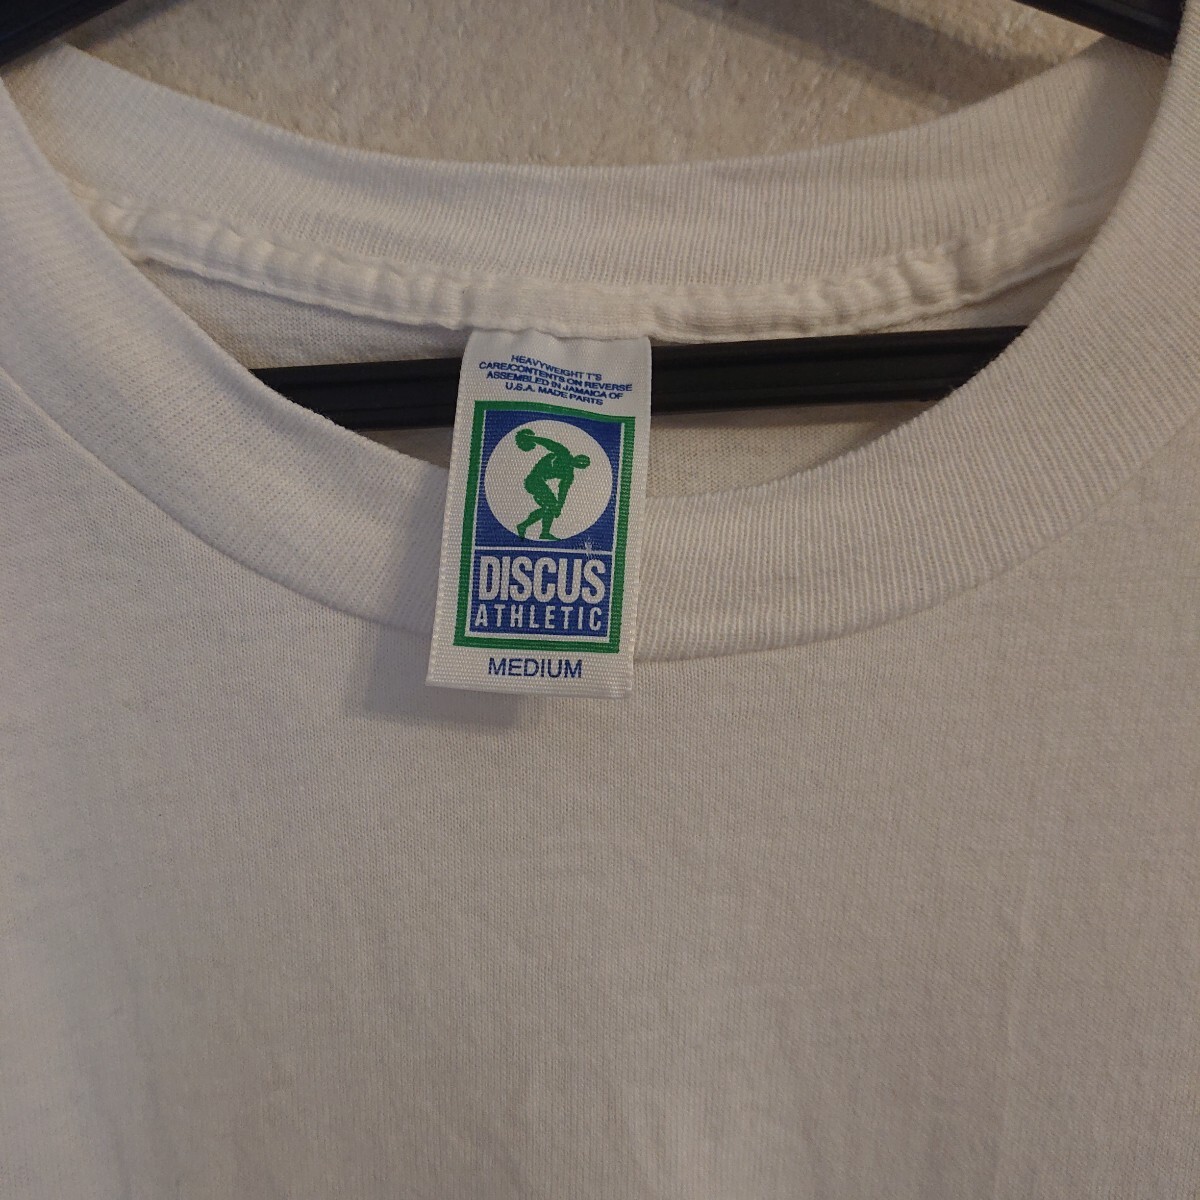 HEAVYWEIGHT T'S
CARE/CONTENTS ON REVERSE
ASSEMBLED IN JAMAICA OF
U.S.A. MADE PARTS
DISCUS
ATHLETIC
MEDIUM